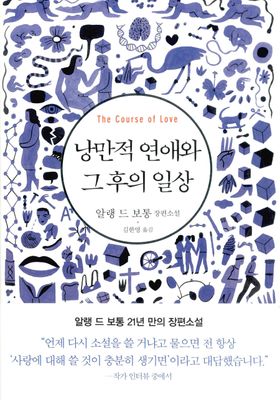 The Course of Love
낭만적 연애와
그 후의 일상
알랭 드 보통 장편소설
김한영 옮김
알랭 드 보통 21년 만의 장편소설
“언제 다시 소설을 쓸 거냐고 물으면 전 항상
‘사랑에 대해 쓸 것이 충분히 생기면’이라고 대답했습니다.”
―작가 인터뷰 중에서